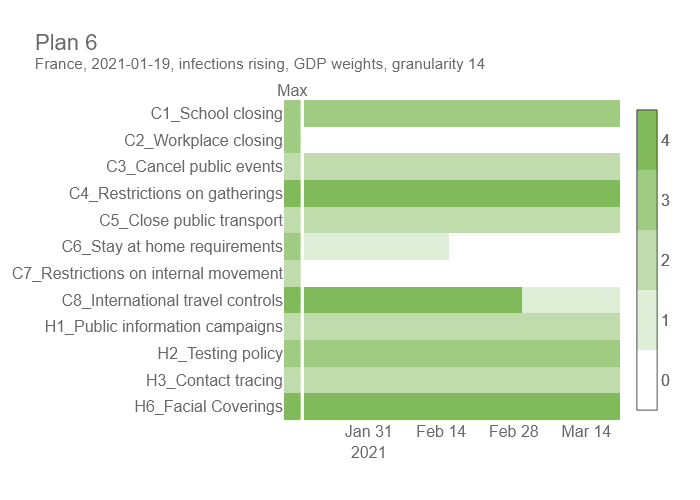 Plan 6
France, 2021-01-19, infections rising, GDP weights, granularity 14
Max
C1_School closing
C2_Workplace closing
C3_Cancel public events
C4_Restrictions on gatherings
C5_Close public transport
C6_Stay at home requirements
C7_Restrictions on internal movement
C8_International travel controls
H1_Public information campaigns
H2_Testing policy
H3_Contact tracing
H6_Facial Coverings
4
3
2
1
0
Jan 31 Feb 14 Feb 28 Mar 14
2021